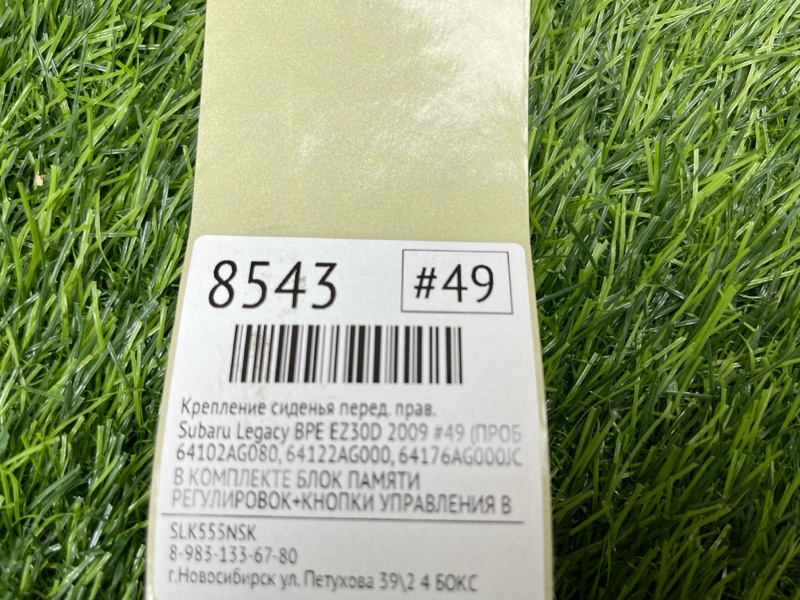 8543 #49
Крепление сиденья перед. прав.
Subaru Legacy BPE EZ30D 2009 #49 (ПРОБ
64102AG080, 64122AG000, 64176AG000JC
В КОМПЛЕКТЕ БЛОК ПАМЯТИ
РЕГУЛИРОВОК+КНОПКИ УПРАВЛЕНИЯ В
SLK555NSK
8-983-133-67-80
г.Новосибирск ул. Петухова 39\2 4 БОКС